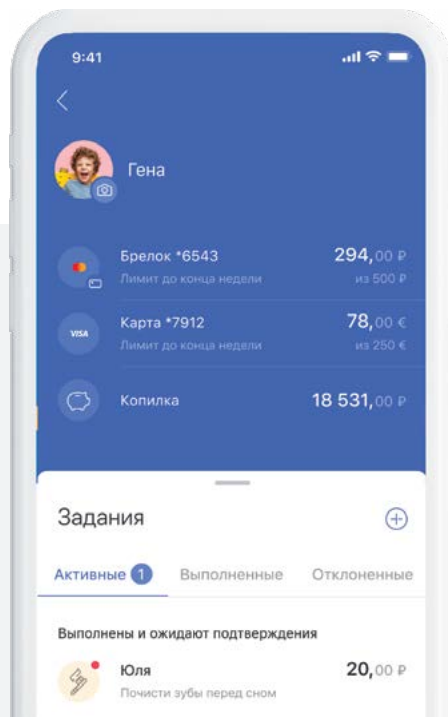 9:41
Гена
Брелок *6543 294,00 ₽
Лимит до конца недели из 500 ₽
VISA Карта *7912 78,00 €
Лимит до конца недели из 250 €
Копилка 18 531,00 ₽
Задания
Активные 1 Выполненные Отклоненные
Выполнены и ожидают подтверждения
Юля 20,00 ₽
Почисти зубы перед сном